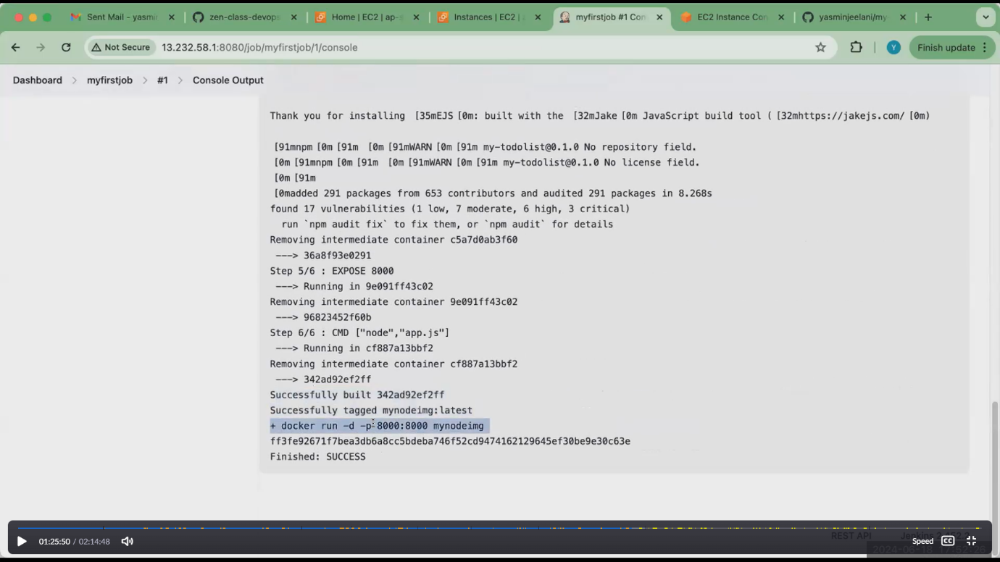 Sent Mail - yasmin
zen-class-devops
Home | EC2 | ap-s
Instances | EC2 | a
myfirstjob #1 Con
EC2 Instance Con
yasminjeelani/my-
Not Secure
13.232.58.1:8080/job/myfirstjob/1/console
Y
Finish update
Dashboard > myfirstjob > #1 > Console Output
Thank you for installing [35mEJS [0m: built with the [32mJake [0m JavaScript build tool ( [32mhttps://jakejs.com/ [0m)
[91mnpm [0m [91m [0m [91mWARN [0m [91m my-todolist@0.1.0 No repository field.
[0m [91mnpm [0m [91m [0m [91mWARN [0m [91m my-todolist@0.1.0 No license field.
[0m [91m
[0madded 291 packages from 653 contributors and audited 291 packages in 8.268s
found 17 vulnerabilities (1 low, 7 moderate, 6 high, 3 critical)
run `npm audit fix` to fix them, or `npm audit` for details
Removing intermediate container c5a7d0ab3f60
---> 36a8f93e0291
Step 5/6 : EXPOSE 8000
---> Running in 9e091ff43c02
Removing intermediate container 9e091ff43c02
---> 96823452f60b
Step 6/6 : CMD ["node","app.js"]
---> Running in cf887a13bbf2
Removing intermediate container cf887a13bbf2
---> 342ad92ef2ff
Successfully built 342ad92ef2ff
Successfully tagged mynodeimg:latest
+ docker run -d -p 8000:8000 mynodeimg
ff3fe92671f7bea3db6a8cc5bdeba746f52cd9474162129645ef30be9e30c63e
Finished: SUCCESS
REST API
01:25:50 / 02:14:48
Speed
CC
2024-06-18 17:52:26